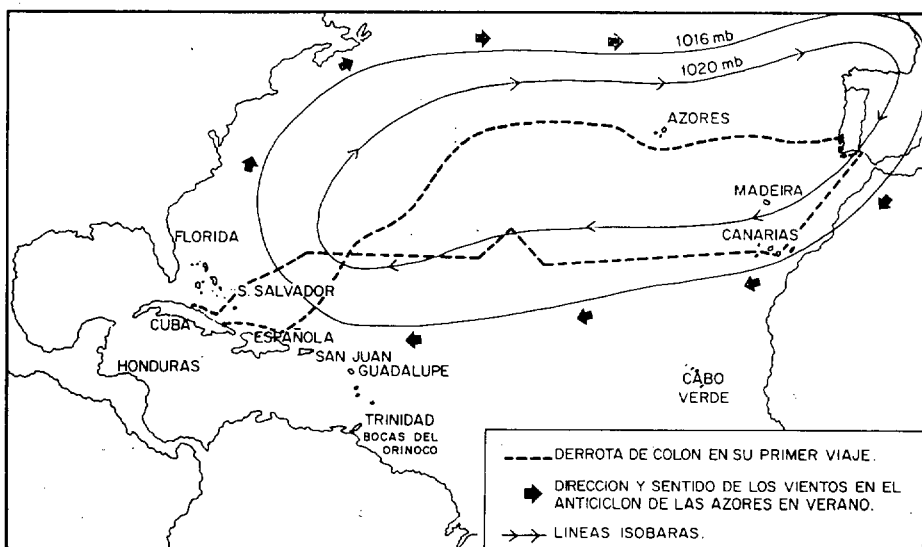 1016 mb
1020 mb
AZORES
MADEIRA
CANARIAS
FLORIDA
S. SALVADOR
CUBA
ESPAÑOLA
SAN JUAN
HONDURAS
GUADALUPE
CABO
VERDE
TRINIDAD
BOCAS DEL
ORINOCO
DERROTA DE COLON EN SU PRIMER VIAJE.
DIRECCION Y SENTIDO DE LOS VIENTOS EN EL
ANTICICLON DE LAS AZORES EN VERANO.
LINEAS ISOBARAS.